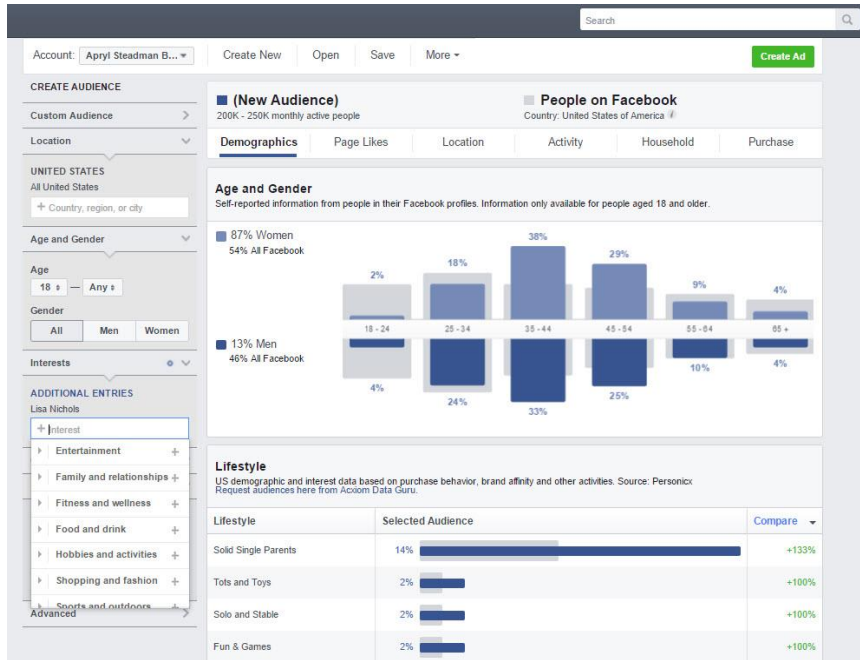 Search
Account: Apryl Steadman B...
Create New
Open
Save
More
Create Ad
CREATE AUDIENCE
Custom Audience
Location
UNITED STATES
All United States
+ Country, region, or city
Age and Gender
Age
18 — Any
Gender
All Men Women
Interests
ADDITIONAL ENTRIES
Lisa Nichols
+ Interest
Entertainment +
Family and relationships +
Fitness and wellness +
Food and drink +
Hobbies and activities +
Shopping and fashion +
Sports and outdoors +
Advanced
(New Audience)
200K - 250K monthly active people
People on Facebook
Country: United States of America i
Demographics Page Likes Location Activity Household Purchase
Age and Gender
Self-reported information from people in their Facebook profiles. Information only available for people aged 18 and older.
87% Women
54% All Facebook
2% 18% 38% 29% 9% 4%
18 - 24 25 - 34 35 - 44 45 - 54 55 - 64 65 +
13% Men
46% All Facebook
4% 24% 33% 25% 10% 4%
Lifestyle
US demographic and interest data based on purchase behavior, brand affinity and other activities. Source: Personicx
Request audiences here from Acxiom Data Guru.
Lifestyle Selected Audience Compare
Solid Single Parents 14% +133%
Tots and Toys 2% +100%
Solo and Stable 2% +100%
Fun & Games 2% +100%